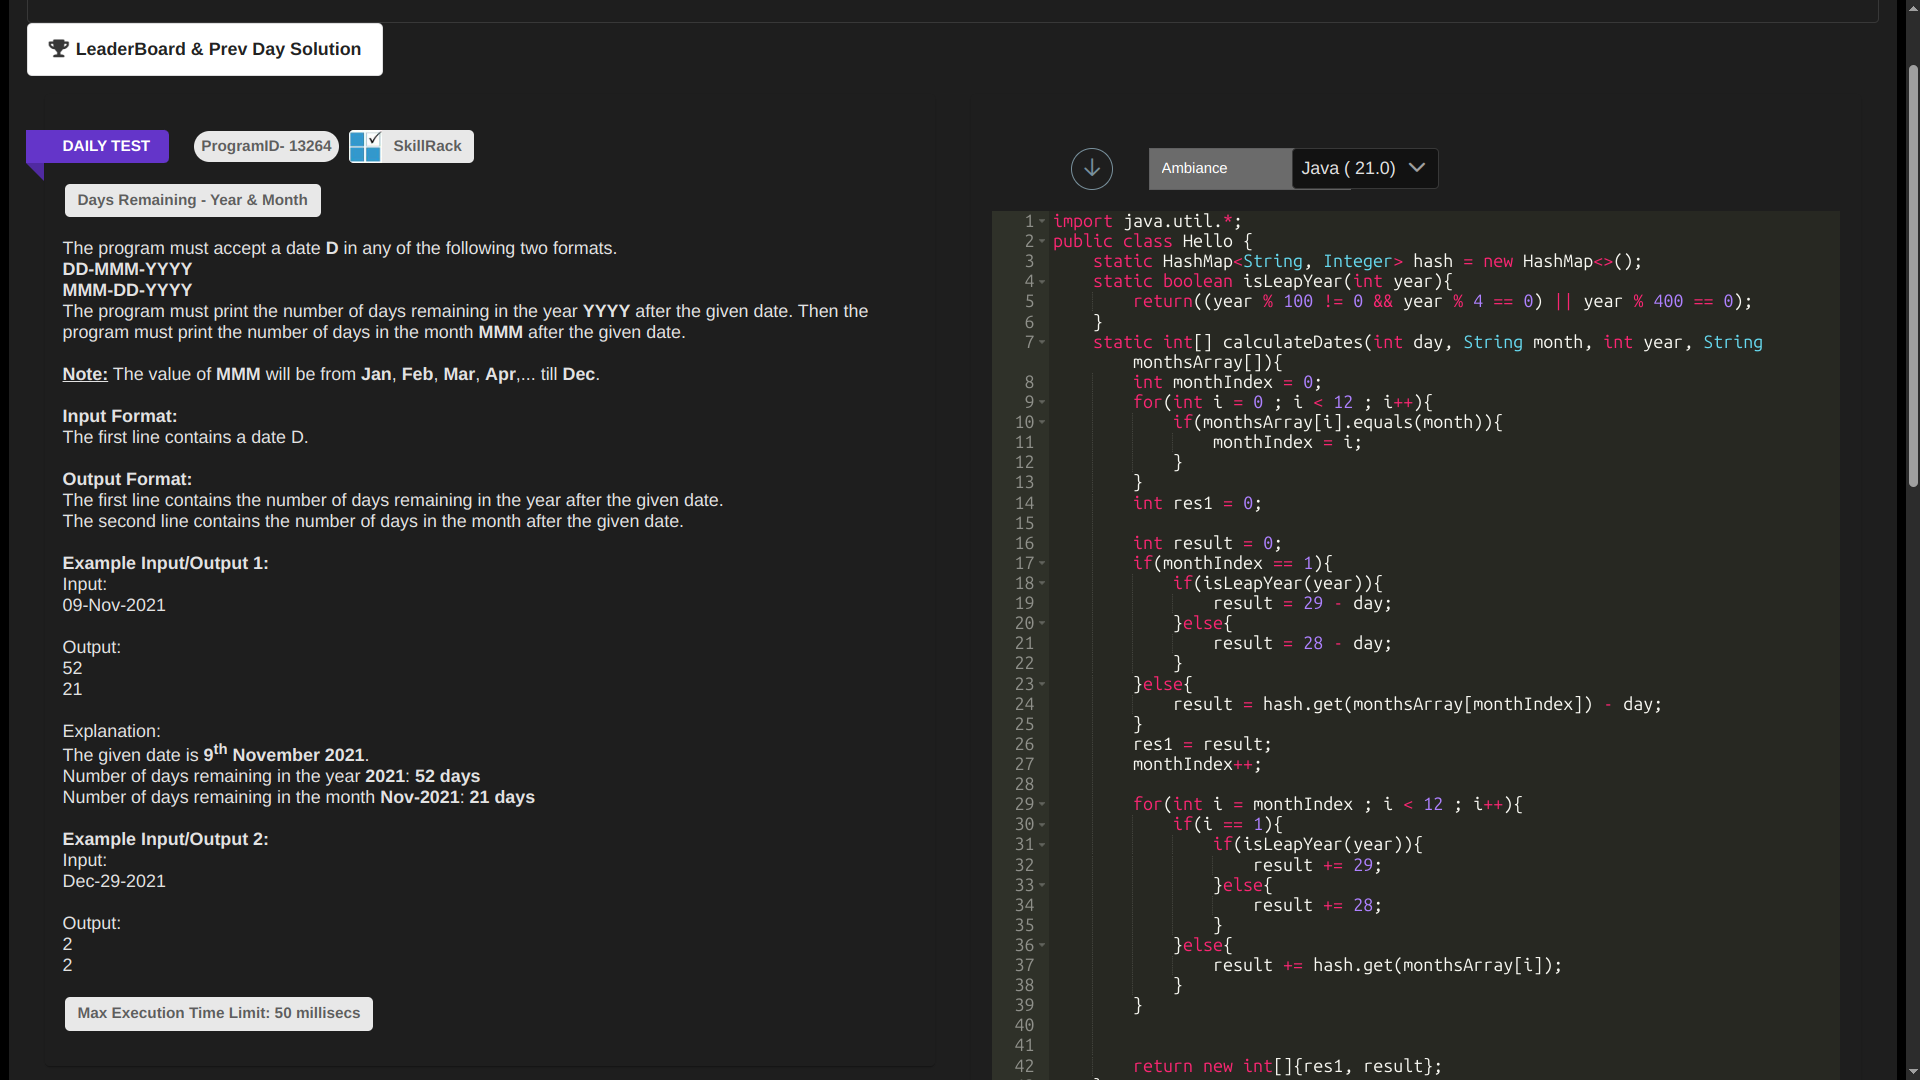 LeaderBoard & Prev Day Solution
DAILY TEST
ProgramID- 13264
SkillRack
Days Remaining - Year & Month
The program must accept a date D in any of the following two formats.
DD-MMM-YYYY
MMM-DD-YYYY
The program must print the number of days remaining in the year YYYY after the given date. Then the
program must print the number of days in the month MMM after the given date.
Note: The value of MMM will be from Jan, Feb, Mar, Apr,... till Dec.
Input Format:
The first line contains a date D.
Output Format:
The first line contains the number of days remaining in the year after the given date.
The second line contains the number of days in the month after the given date.
Example Input/Output 1:
Input:
09-Nov-2021
Output:
52
21
Explanation:
The given date is 9th November 2021.
Number of days remaining in the year 2021: 52 days
Number of days remaining in the month Nov-2021: 21 days
Example Input/Output 2:
Input:
Dec-29-2021
Output:
2
2
Max Execution Time Limit: 50 millisecs
Ambiance
Java ( 21.0)
1 import java.util.*;
2 public class Hello {
3 static HashMap<String, Integer> hash = new HashMap<>();
4 static boolean isLeapYear(int year){
5 return((year % 100 != 0 && year % 4 == 0) || year % 400 == 0);
6 }
7 static int[] calculateDates(int day, String month, int year, String
monthsArray[]){
8 int monthIndex = 0;
9 for(int i = 0 ; i < 12 ; i++){
10 if(monthsArray[i].equals(month)){
11 monthIndex = i;
12 }
13 }
14 int res1 = 0;
15
16 int result = 0;
17 if(monthIndex == 1){
18 if(isLeapYear(year)){
19 result = 29 - day;
20 }else{
21 result = 28 - day;
22 }
23 }else{
24 result = hash.get(monthsArray[monthIndex]) - day;
25 }
26 res1 = result;
27 monthIndex++;
28
29 for(int i = monthIndex ; i < 12 ; i++){
30 if(i == 1){
31 if(isLeapYear(year)){
32 result += 29;
33 }else{
34 result += 28;
35 }
36 }else{
37 result += hash.get(monthsArray[i]);
38 }
39 }
40
41
42 return new int[]{res1, result};